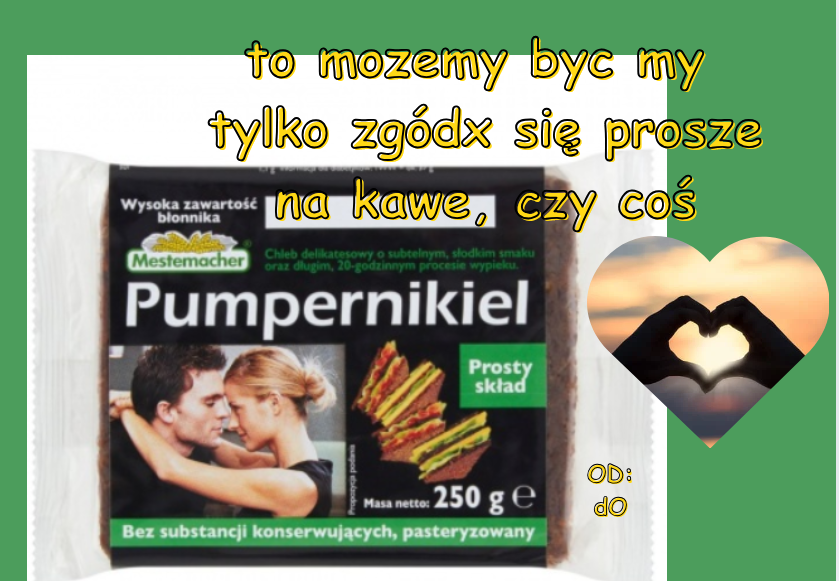 to mozemy byc my
tylko zgódx się prosze
na kawe, czy coś
Wysoka zawartość
błonnika
Mestemacher
Chleb delikatesowy o subtelnym, słodkim smaku
oraz długim, 20-godzinnym procesie wypieku.
Pumpernikiel
Prosty
skład
Propozycja podania
Masa netto: 250 g ℮
Bez substancji konserwujących, pasteryzowany
OD:
dO